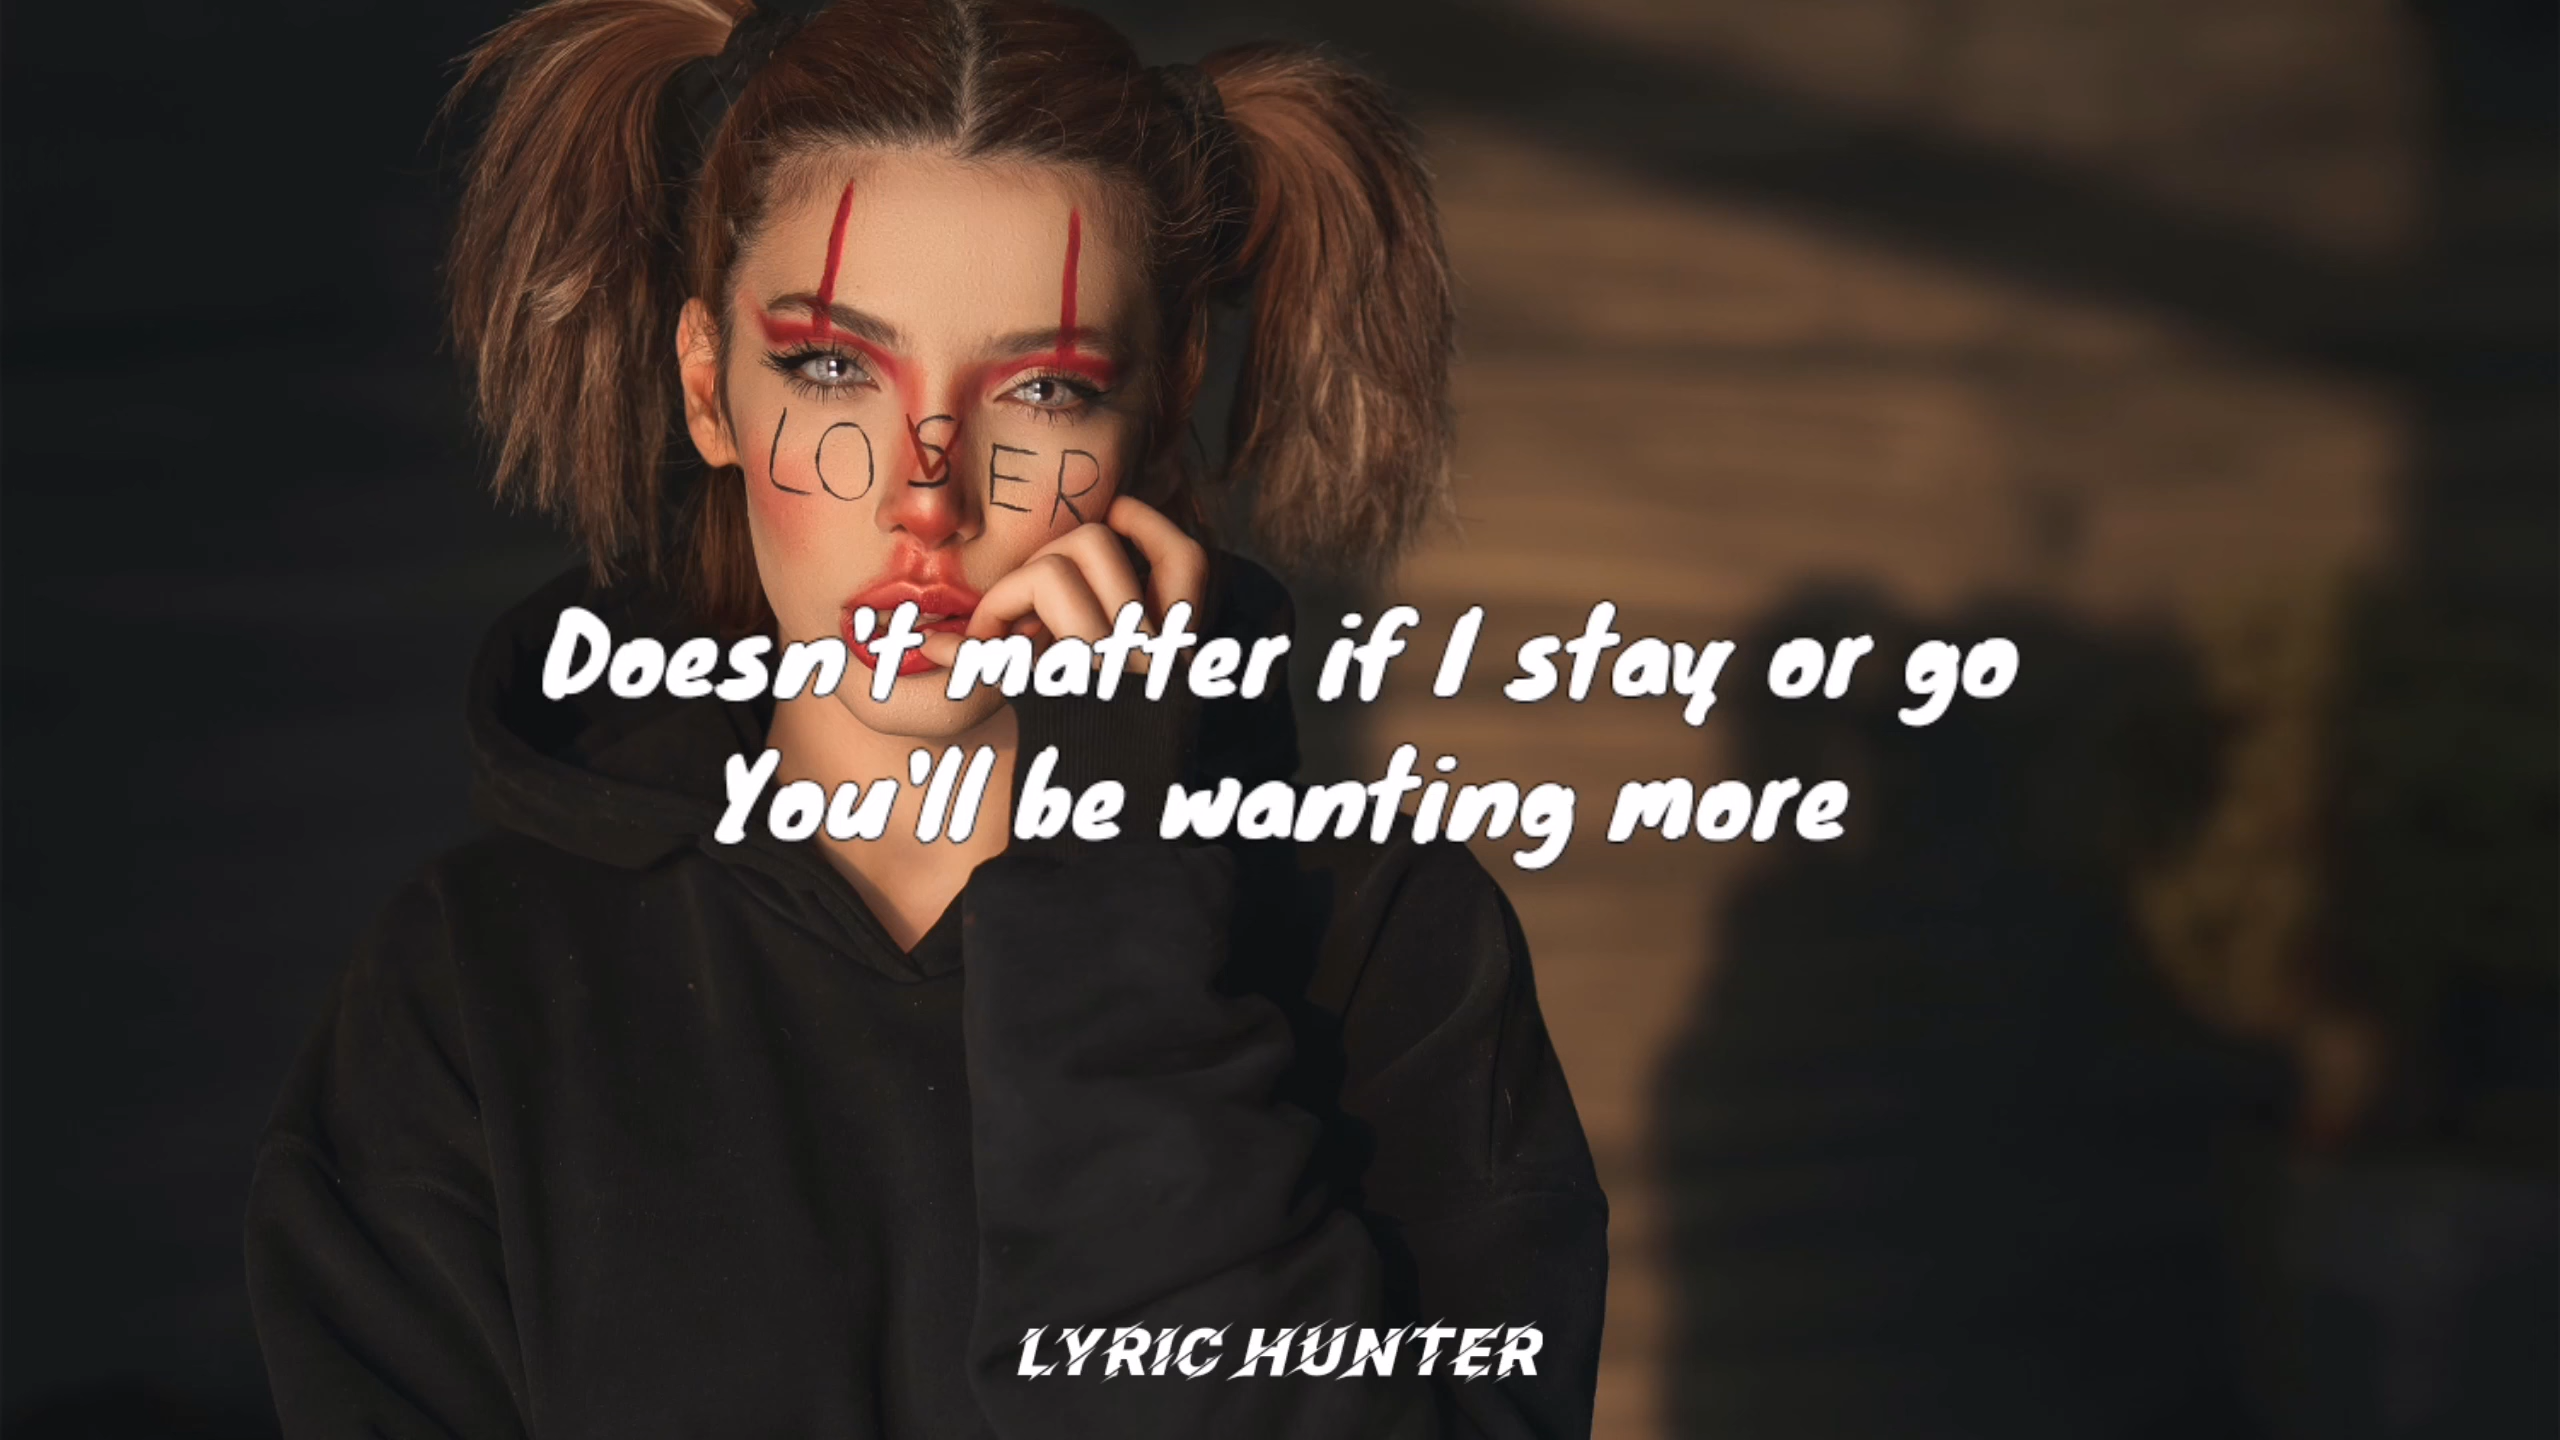 LOSER
Doesn't matter if I stay or go
You'll be wanting more
LYRIC HUNTER